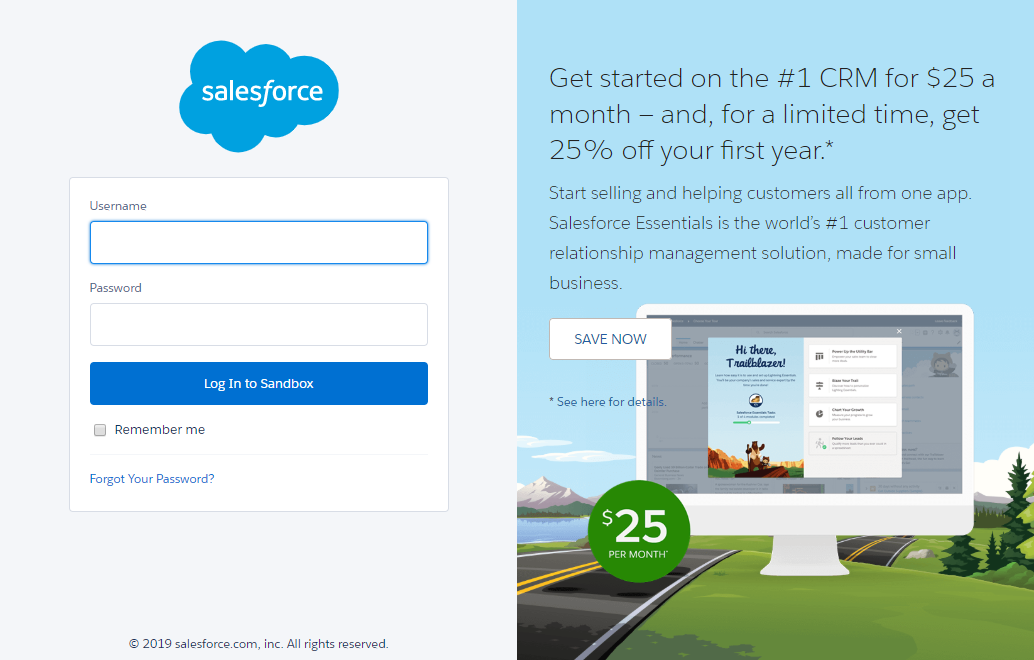 salesforce
Username
Password
Log In to Sandbox
Remember me
Forgot Your Password?
© 2019 salesforce.com, inc. All rights reserved.
Get started on the #1 CRM for $25 a
month – and, for a limited time, get
25% off your first year.*
Start selling and helping customers all from one app.
Salesforce Essentials is the world’s #1 customer
relationship management solution, made for small
business.
SAVE NOW
* See here for details.
Hi there,
Trailblazer!
Power Up the Utility Bar
Blaze Your Trail
Chart Your Growth
Follow Your Leads
$25
PER MONTH*